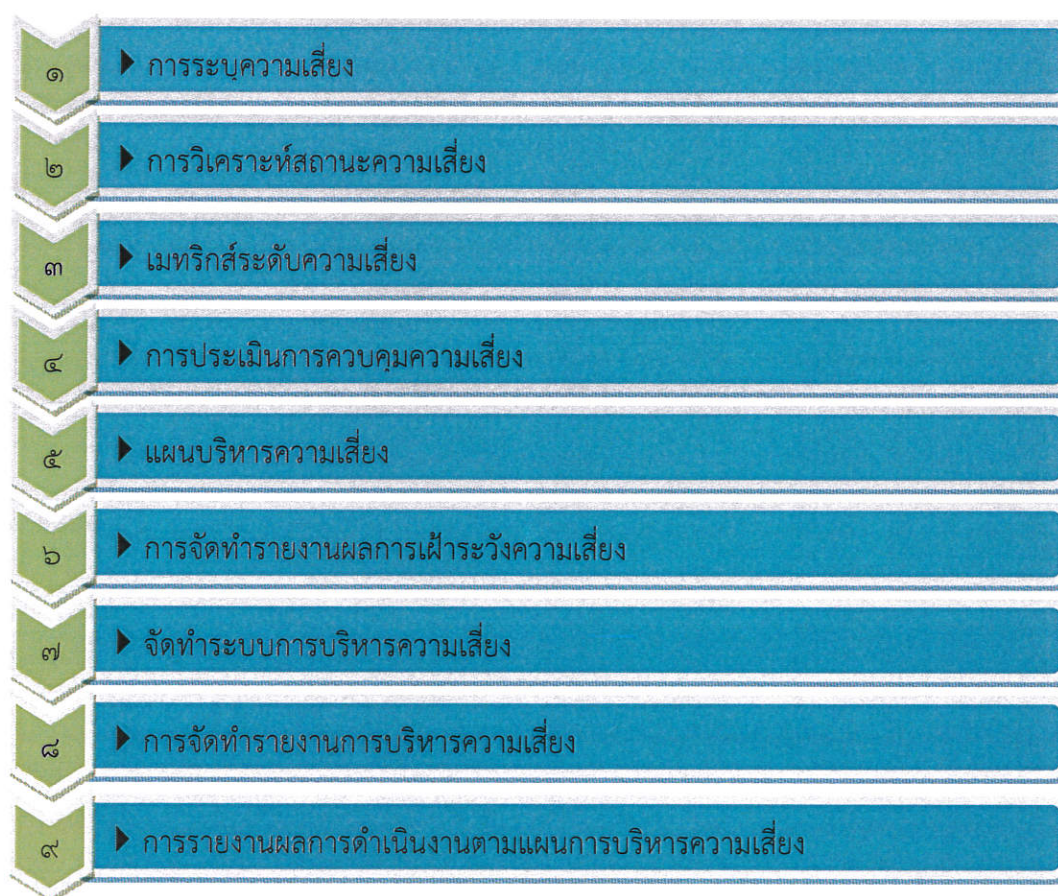 ๑ การระบุความเสี่ยง
๒ การวิเคราะห์สถานะความเสี่ยง
๓ เมทริกส์ระดับความเสี่ยง
๔ การประเมินการควบคุมความเสี่ยง
๕ แผนบริหารความเสี่ยง
๖ การจัดทำรายงานผลการเฝ้าระวังความเสี่ยง
๗ จัดทำระบบการบริหารความเสี่ยง
๘ การจัดทำรายงานการบริหารความเสี่ยง
๙ การรายงานผลการดำเนินงานตามแผนการบริหารความเสี่ยง